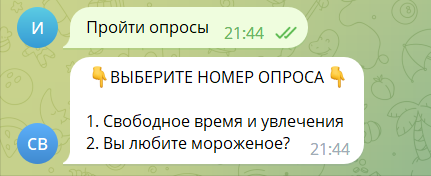 И
Пройти опросы
21:44
👇ВЫБЕРИТЕ НОМЕР ОПРОСА👇
1. Свободное время и увлечения
2. Вы любите мороженое?
21:44
СВ